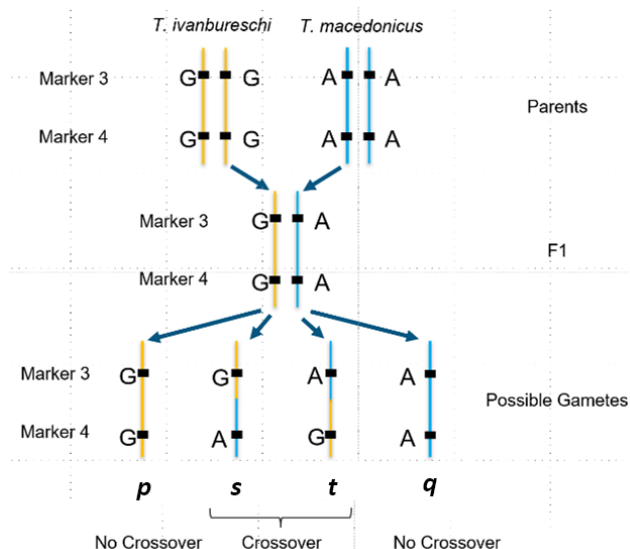 T. ivanbureschi T. macedonicus
Marker 3 G G A A
Parents
Marker 4 G G A A
Marker 3 G A
F1
Marker 4 G A
Marker 3 G G A A
Possible Gametes
Marker 4 G A G A
p s t q
No Crossover Crossover No Crossover